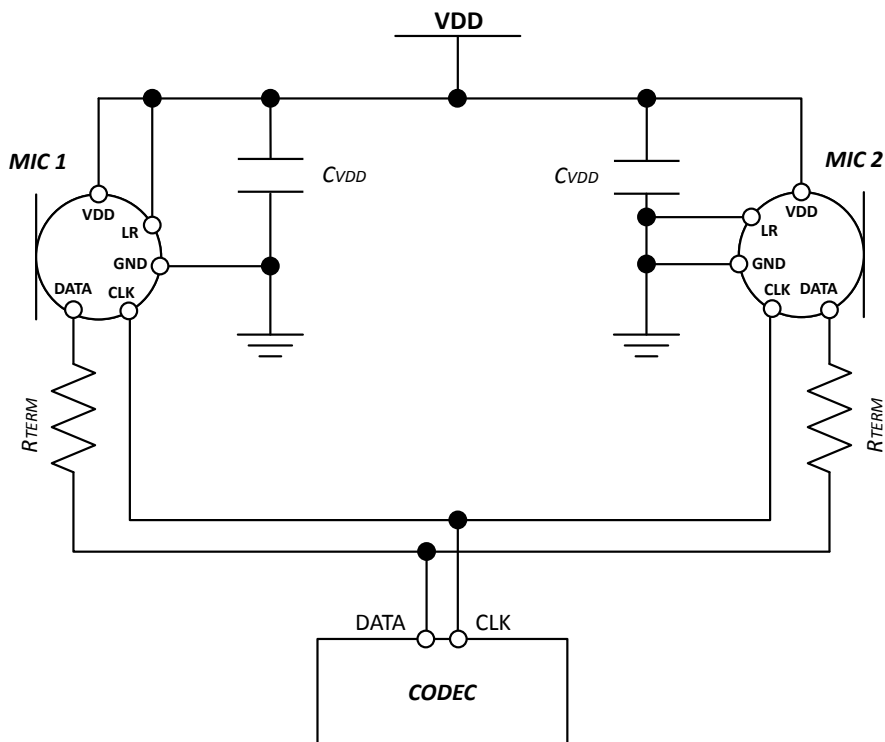 VDD
MIC 1
CVDD
CVDD
MIC 2
VDD
LR
GND
DATA
CLK
VDD
LR
GND
CLK
DATA
RTERM
RTERM
DATA
CLK
CODEC